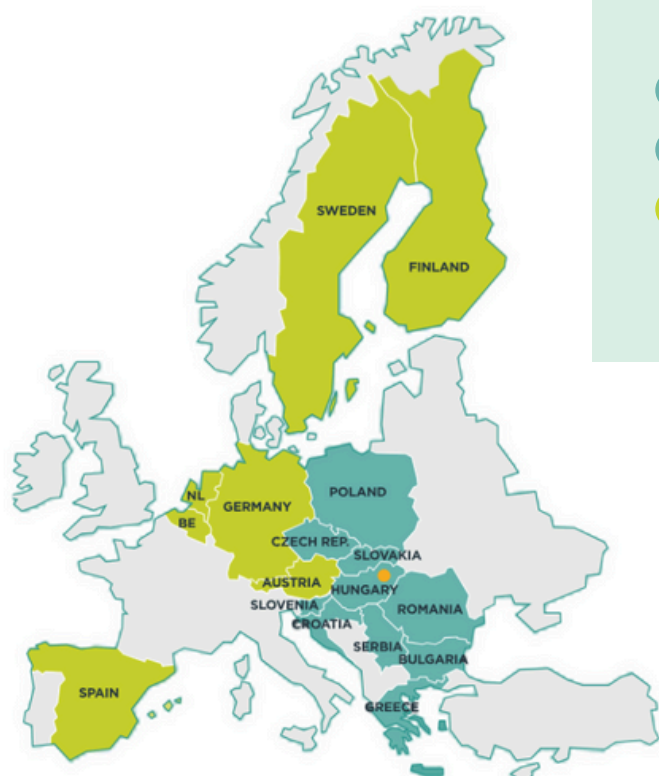 SWEDEN
FINLAND
NL
GERMANY
POLAND
BE
CZECH REP.
SLOVAKIA
AUSTRIA
HUNGARY
SLOVENIA
ROMANIA
CROATIA
SERBIA
BULGARIA
SPAIN
GREECE